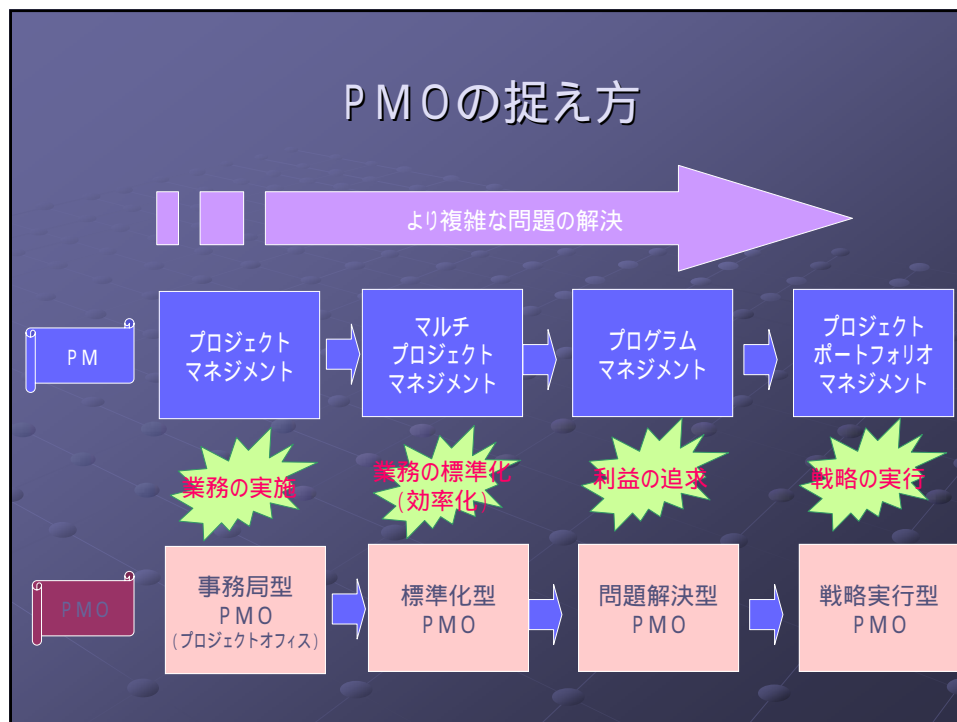 PMOの捉え方
より複雑な問題の解決
PM
プロジェクト
マネジメント
マルチ
プロジェクト
マネジメント
プログラム
マネジメント
プロジェクト
ポートフォリオ
マネジメント
業務の実施
業務の標準化
(効率化)
利益の追求
戦略の実行
PMO
事務局型
PMO
(プロジェクトオフィス)
標準化型
PMO
問題解決型
PMO
戦略実行型
PMO